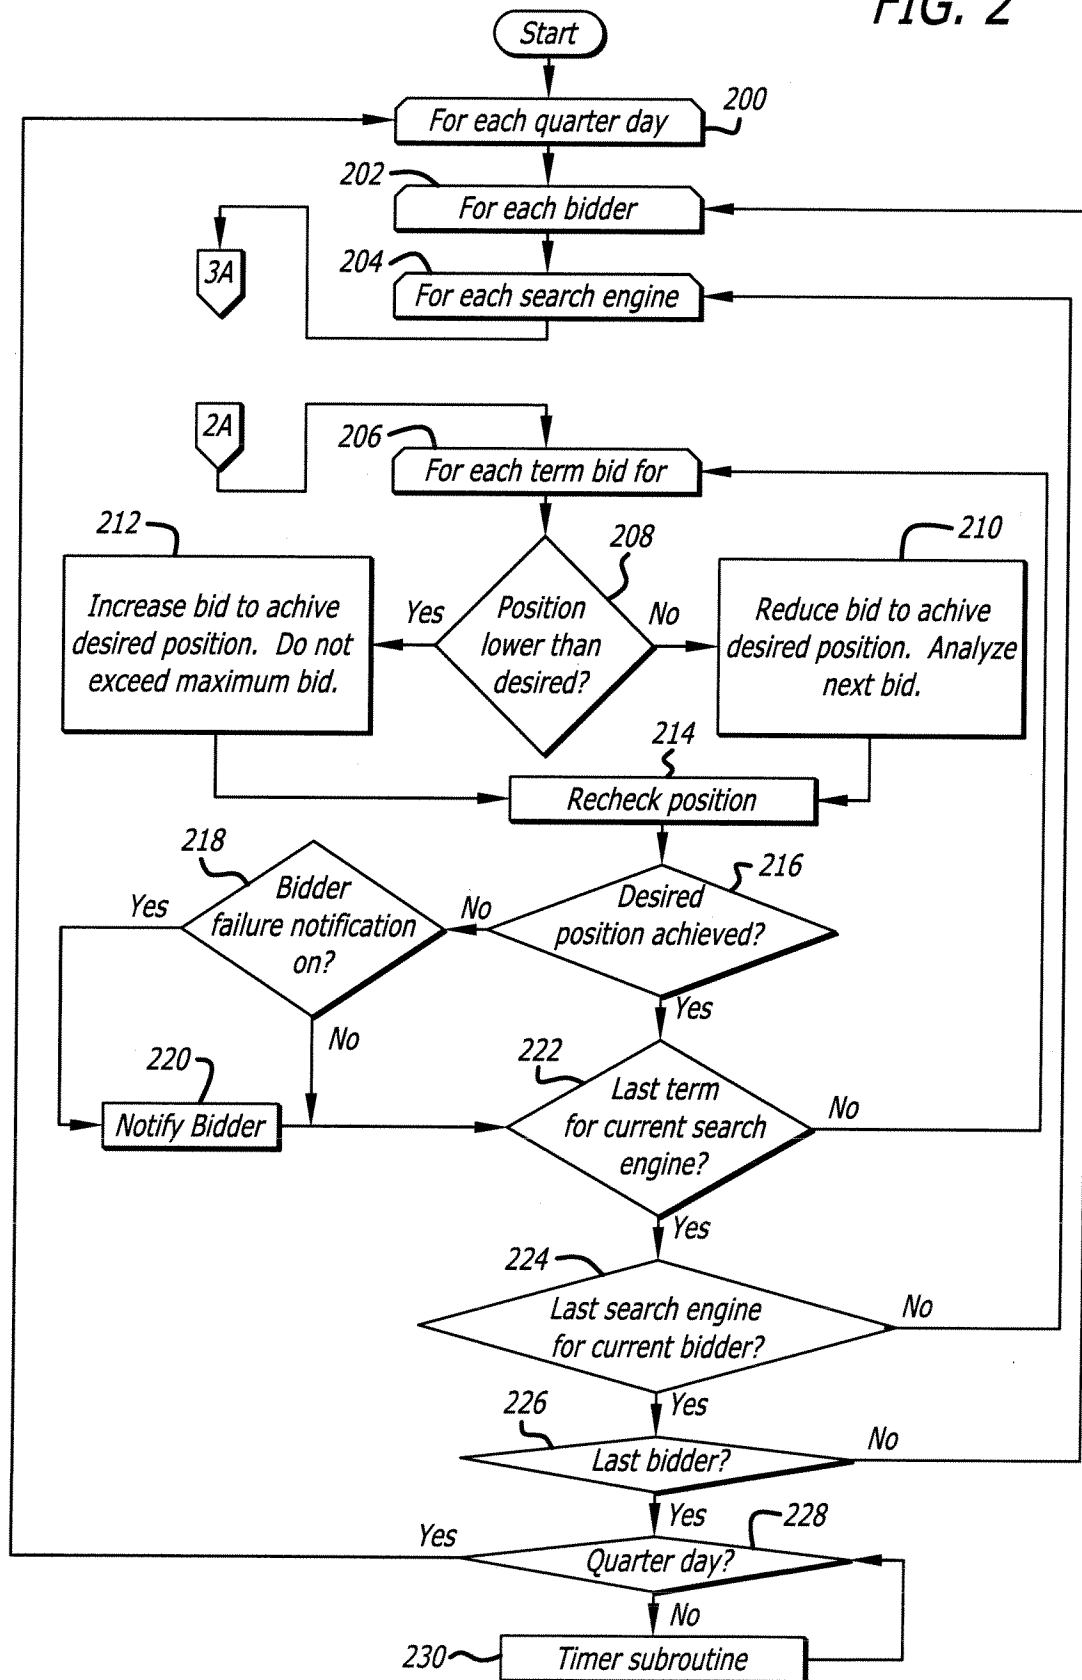 FIG. 2
Start
For each quarter day
200
202
For each bidder
3A
204
For each search engine
2A
206
For each term bid for
212
208
210
Increase bid to achive
desired position. Do not
exceed maximum bid.
Yes
Position
lower than
desired?
No
Reduce bid to achive
desired position. Analyze
next bid.
214
Recheck position
218
216
Yes
Bidder
failure notification
on?
No
Desired
position achieved?
Yes
No
220
222
Notify Bidder
Last term
for current search
engine?
No
Yes
224
Last search engine
for current bidder?
No
226
Yes
Last bidder?
No
Yes
228
Yes
Quarter day?
No
230
Timer subroutine